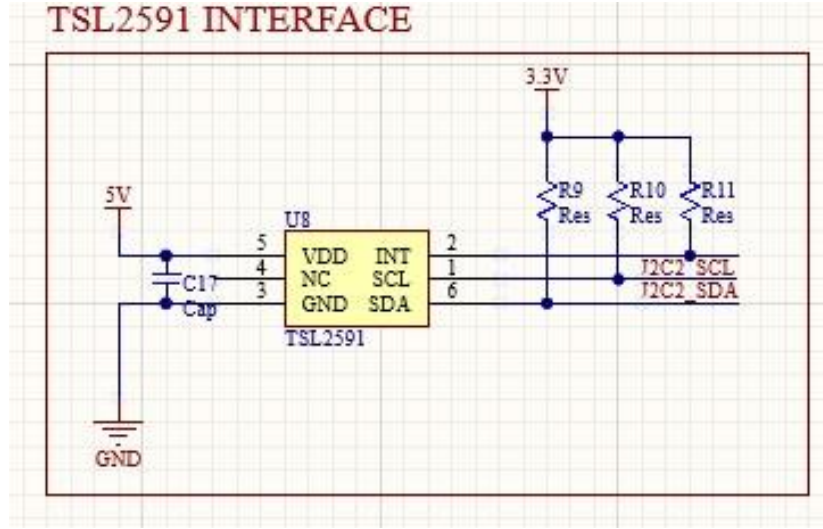 TSL2591 INTERFACE
3.3V
5V
R9
Res
R10
Res
R11
Res
U8
5
VDD
INT
2
4
NC
SCL
1
I2C2_SCL
3
GND
SDA
6
I2C2_SDA
C17
Cap
TSL2591
GND